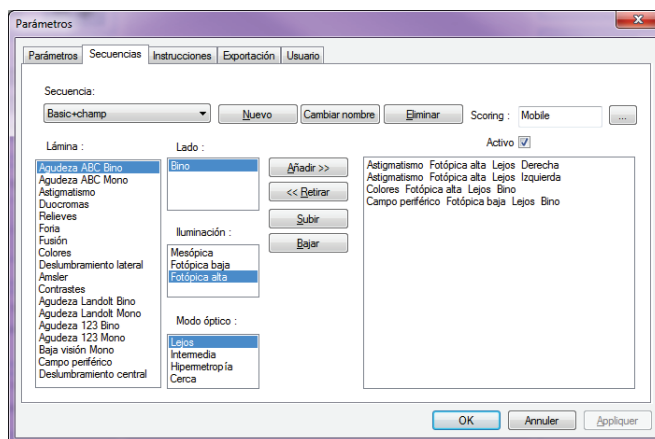 Parámetros
Parámetros Secuencias Instrucciones Exportación Usuario
Secuencia:
Basic+champ Nuevo Cambiar nombre Eliminar Scoring : Mobile ...
Activo
Lámina :
Agudeza ABC Bino
Agudeza ABC Mono
Astigmatismo
Duocromas
Relieves
Foria
Fusión
Colores
Deslumbramiento lateral
Amsler
Contrastes
Agudeza Landolt Bino
Agudeza Landolt Mono
Agudeza 123 Bino
Agudeza 123 Mono
Baja visión Mono
Campo periférico
Deslumbramiento central
Lado :
Bino
Iluminación :
Mesópica
Fotópica baja
Fotópica alta
Modo óptico :
Lejos
Intermedia
Hipermetropía
Cerca
Añadir >>
<< Retirar
Subir
Bajar
Astigmatismo Fotópica alta Lejos Derecha
Astigmatismo Fotópica alta Lejos Izquierda
Colores Fotópica alta Lejos Bino
Campo periférico Fotópica baja Lejos Bino
OK Annuler Appliquer